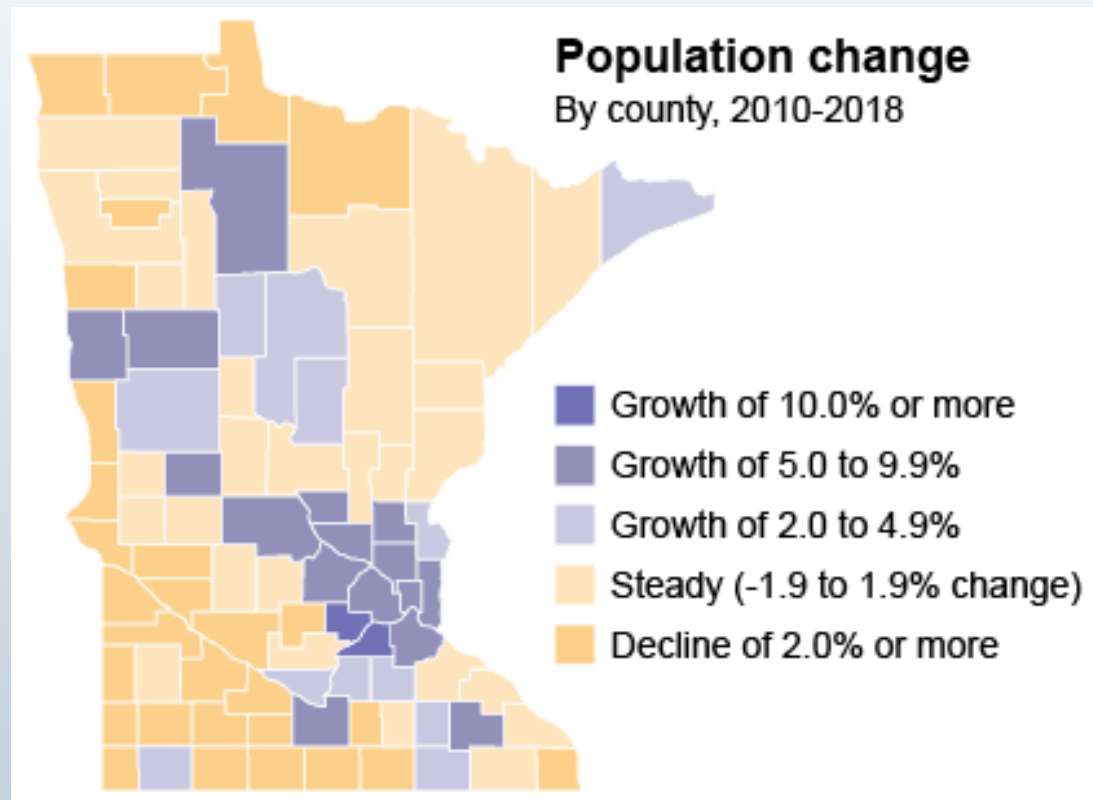 Population change
By county, 2010-2018
Growth of 10.0% or more
Growth of 5.0 to 9.9%
Growth of 2.0 to 4.9%
Steady (-1.9 to 1.9% change)
Decline of 2.0% or more